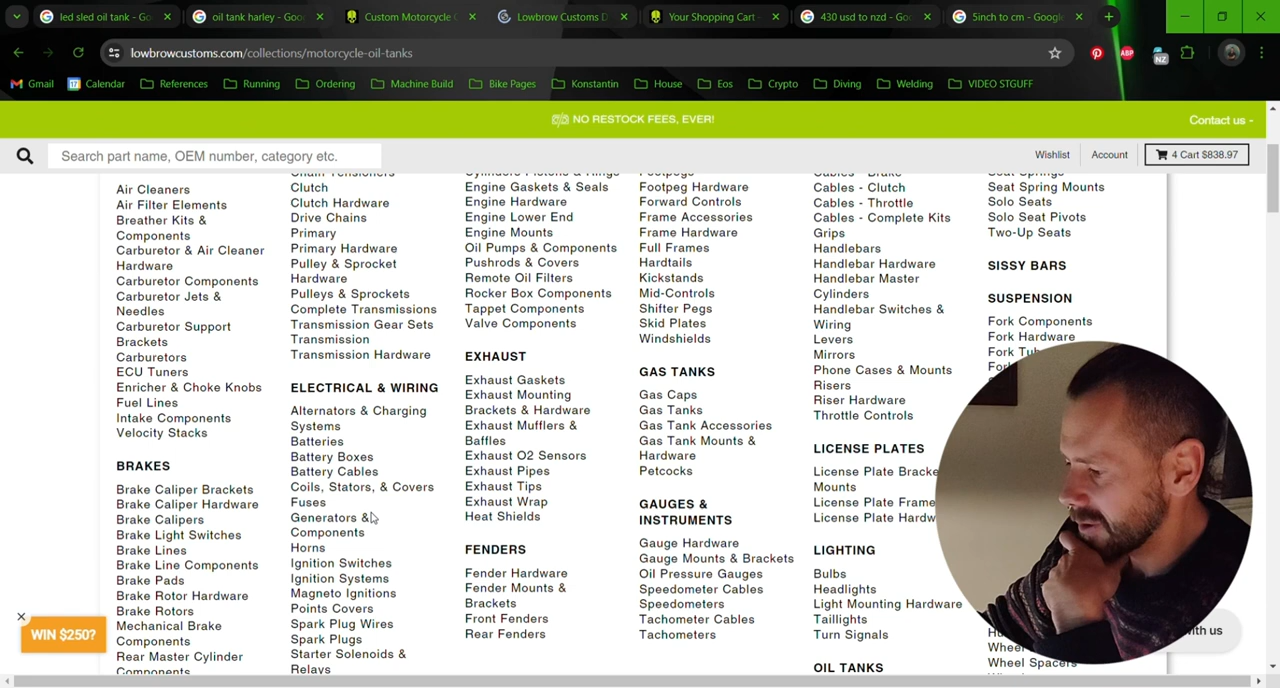 led sled oil tank - Go
oil tank harley - Goo
Custom Motorcycle C
Lowbrow Customs D
Your Shopping Cart -
430 usd to nzd - Goo
5inch to cm - Google
lowbrowcustoms.com/collections/motorcycle-oil-tanks
ABP
NZ
Gmail
17
Calendar
References
Running
Ordering
Machine Build
Bike Pages
Konstantin
House
Eos
Crypto
Diving
Welding
VIDEO STGUFF
NO RESTOCK FEES, EVER!
Contact us -
Search part name, OEM number, category etc.
Wishlist
Account
4 Cart $838.97
Air Cleaners
Air Filter Elements
Breather Kits &
Components
Carburetor & Air Cleaner
Hardware
Carburetor Components
Carburetor Jets &
Needles
Carburetor Support
Brackets
Carburetors
ECU Tuners
Enricher & Choke Knobs
Fuel Lines
Intake Components
Velocity Stacks
BRAKES
Brake Caliper Brackets
Brake Caliper Hardware
Brake Calipers
Brake Light Switches
Brake Lines
Brake Line Components
Brake Pads
Brake Rotor Hardware
Brake Rotors
Mechanical Brake
Components
Rear Master Cylinder
Components
Chain Tensioners
Clutch
Clutch Hardware
Drive Chains
Primary
Primary Hardware
Pulley & Sprocket
Hardware
Pulleys & Sprockets
Complete Transmissions
Transmission Gear Sets
Transmission
Transmission Hardware
ELECTRICAL & WIRING
Alternators & Charging
Systems
Batteries
Battery Boxes
Battery Cables
Coils, Stators, & Covers
Fuses
Generators &
Components
Horns
Ignition Switches
Ignition Systems
Magneto Ignitions
Points Covers
Spark Plug Wires
Spark Plugs
Starter Solenoids &
Relays
Cylinders Pistons & Rings
Engine Gaskets & Seals
Engine Hardware
Engine Lower End
Engine Mounts
Oil Pumps & Components
Pushrods & Covers
Remote Oil Filters
Rocker Box Components
Tappet Components
Valve Components
EXHAUST
Exhaust Gaskets
Exhaust Mounting
Brackets & Hardware
Exhaust Mufflers &
Baffles
Exhaust O2 Sensors
Exhaust Pipes
Exhaust Tips
Exhaust Wrap
Heat Shields
FENDERS
Fender Hardware
Fender Mounts &
Brackets
Front Fenders
Rear Fenders
Footpegs
Footpeg Hardware
Forward Controls
Frame Accessories
Frame Hardware
Full Frames
Hardtails
Kickstands
Mid-Controls
Shifter Pegs
Skid Plates
Windshields
GAS TANKS
Gas Caps
Gas Tanks
Gas Tank Accessories
Gas Tank Mounts &
Hardware
Petcocks
GAUGES &
INSTRUMENTS
Gauge Hardware
Gauge Mounts & Brackets
Oil Pressure Gauges
Speedometer Cables
Speedometers
Tachometer Cables
Tachometers
Cables - Brake
Cables - Clutch
Cables - Throttle
Cables - Complete Kits
Grips
Handlebars
Handlebar Hardware
Handlebar Master
Cylinders
Handlebar Switches &
Wiring
Levers
Mirrors
Phone Cases & Mounts
Risers
Riser Hardware
Throttle Controls
LICENSE PLATES
License Plate Bracke
Mounts
License Plate Frame
License Plate Hardw
LIGHTING
Bulbs
Headlights
Light Mounting Hardware
Taillights
Turn Signals
OIL TANKS
Seat Springs
Seat Spring Mounts
Solo Seats
Solo Seat Pivots
Two-Up Seats
SISSY BARS
SUSPENSION
Fork Components
Fork Hardware
Fork Tu
For
Wheel Spacers
WIN $250?
with us